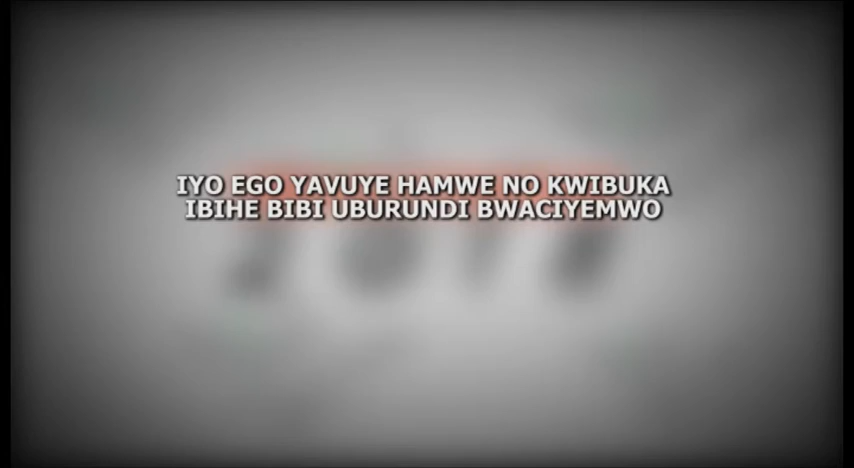 IYO EGO YAVUYE HAMWE NO KWIBUKA
IBIHE BIBI UBURUNDI BWACIYEMWO